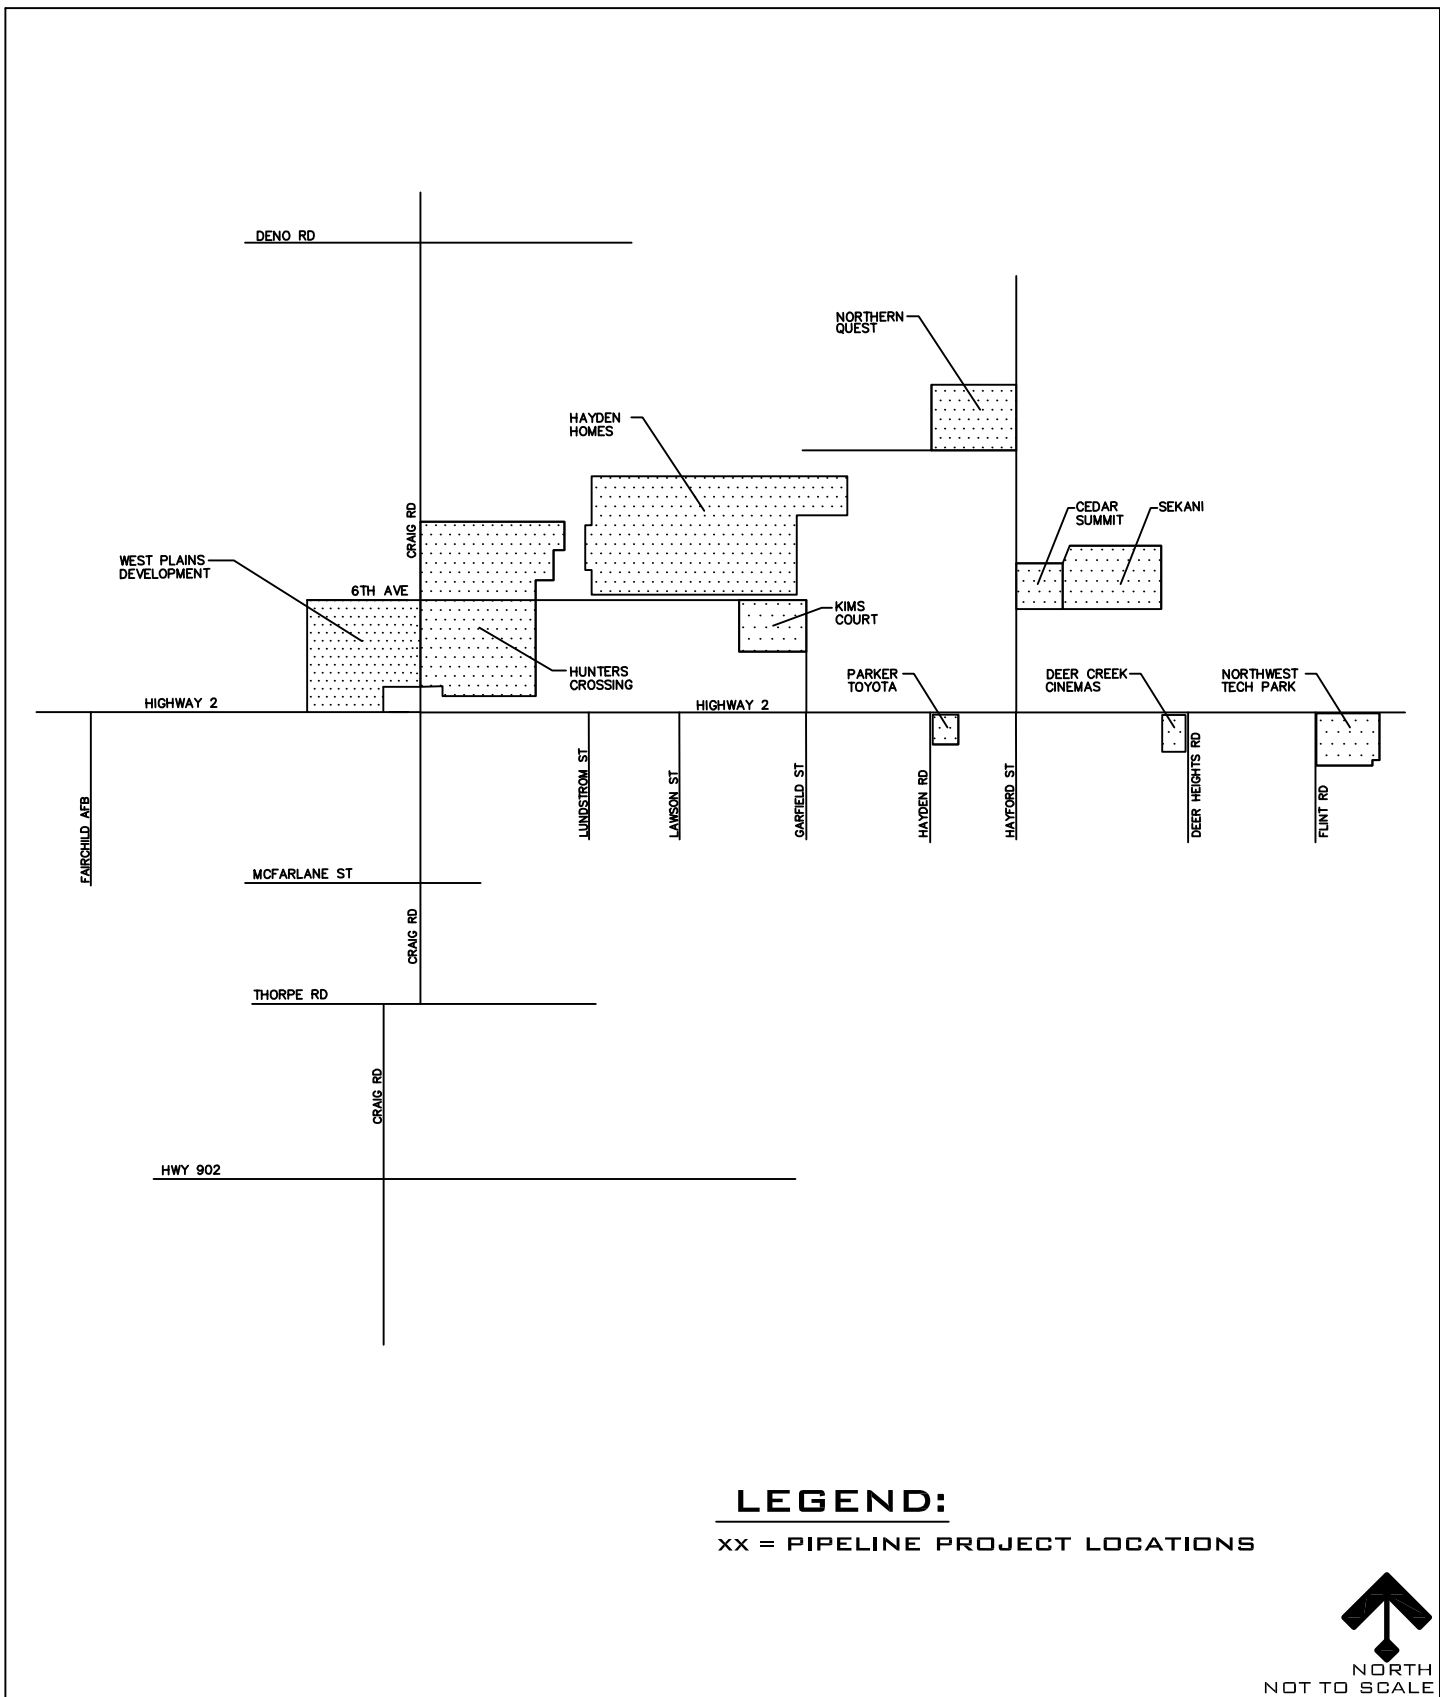 DENO RD
NORTHERN
QUEST
HAYDEN
HOMES
CRAIG RD
CEDAR
SUMMIT
SEKANI
WEST PLAINS
DEVELOPMENT
6TH AVE
KIMS
COURT
HUNTERS
CROSSING
PARKER
TOYOTA
DEER CREEK
CINEMAS
NORTHWEST
TECH PARK
HIGHWAY 2
HIGHWAY 2
FAIRCHILD AFB
LUNDSTROM ST
LAWSON ST
GARFIELD ST
HAYDEN RD
HAYFORD ST
DEER HEIGHTS RD
FLINT RD
MCFARLANE ST
CRAIG RD
THORPE RD
CRAIG RD
HWY 902
LEGEND:
XX = PIPELINE PROJECT LOCATIONS
NORTH
NOT TO SCALE